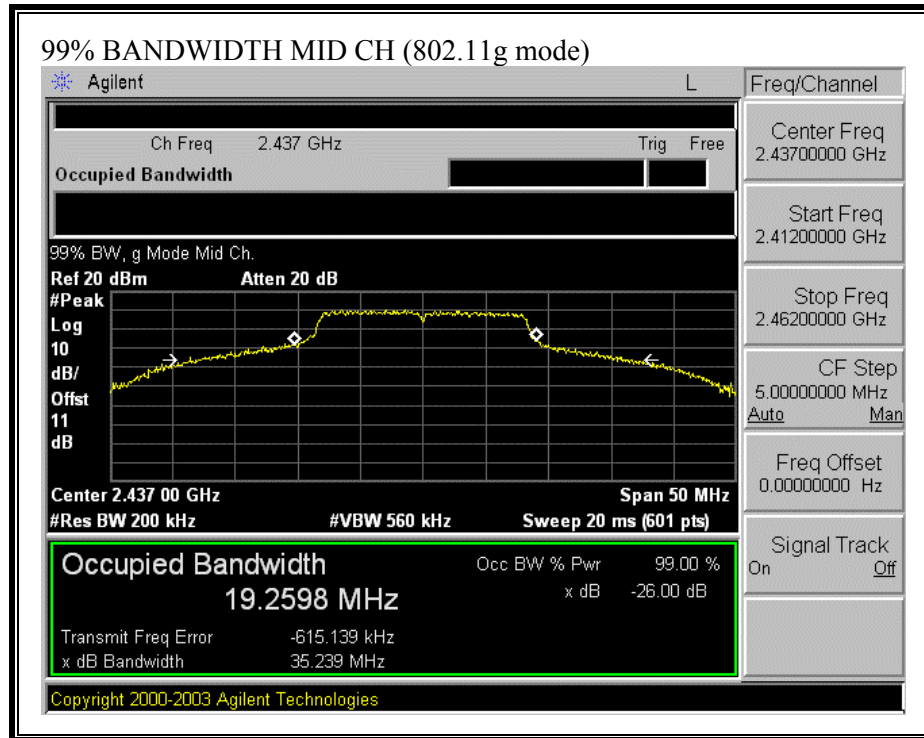 99% BANDWIDTH MID CH (802.11g mode)
Agilent L Freq/Channel
Ch Freq 2.437 GHz Trig Free
Occupied Bandwidth
Center Freq
2.43700000 GHz
Start Freq
2.41200000 GHz
Stop Freq
2.46200000 GHz
CF Step
5.00000000 MHz
Auto Man
Freq Offset
0.00000000 Hz
Signal Track
On Off
99% BW, g Mode Mid Ch.
Ref 20 dBm Atten 20 dB
#Peak
Log
10
dB/
Offst
11
dB
Center 2.437 00 GHz Span 50 MHz
#Res BW 200 kHz #VBW 560 kHz Sweep 20 ms (601 pts)
Occupied Bandwidth Occ BW % Pwr 99.00 %
19.2598 MHz x dB -26.00 dB
Transmit Freq Error -615.139 kHz
x dB Bandwidth 35.239 MHz
Copyright 2000-2003 Agilent Technologies